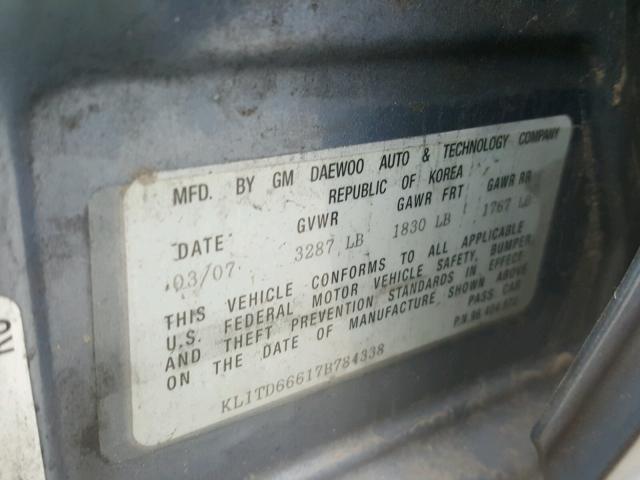 MFD. BY GM DAEWOO AUTO & TECHNOLOGY COMPANY
REPUBLIC OF KOREA
DATE GVWR GAWR FRT GAWR RR
03/07 3287 LB 1830 LB 1767 LB
THIS VEHICLE CONFORMS TO ALL APPLICABLE
U.S. FEDERAL MOTOR VEHICLE SAFETY, BUMPER,
AND THEFT PREVENTION STANDARDS IN EFFECT
ON THE DATE OF MANUFACTURE SHOWN ABOVE
PASS CAR
KL1TD66617B784338 P/N.96